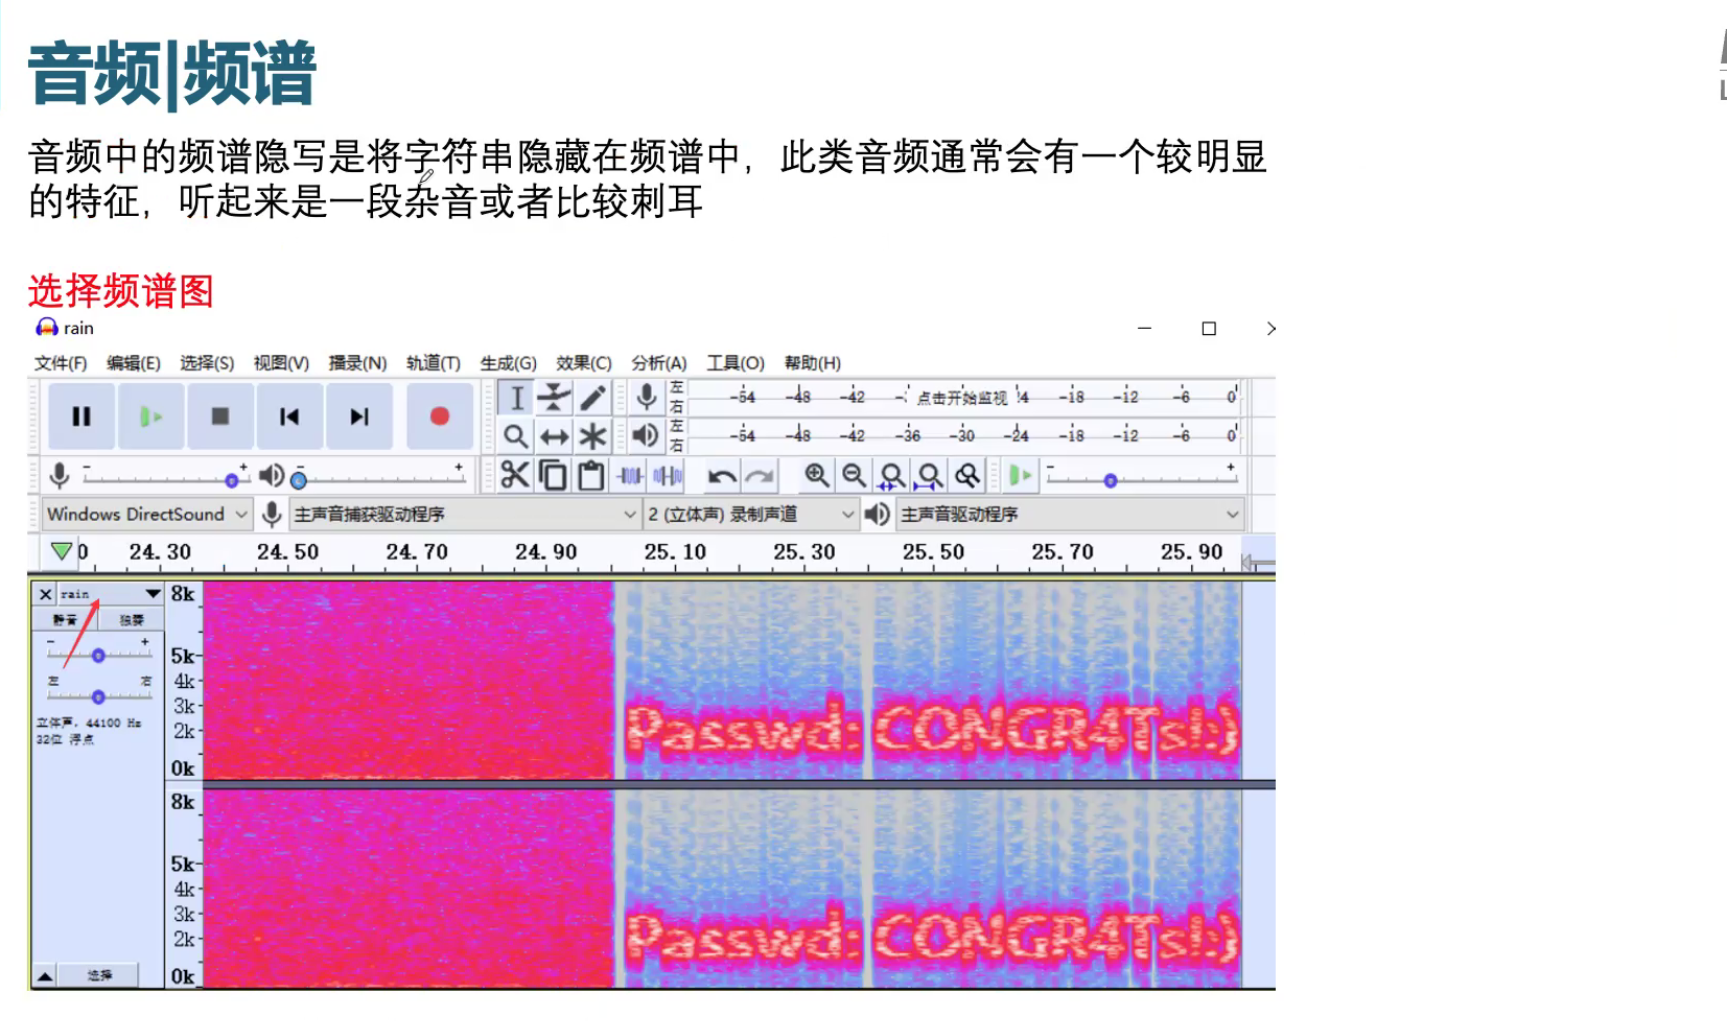 音频|频谱
音频中的频谱隐写是将字符串隐藏在频谱中，此类音频通常会有一个较明显
的特征，听起来是一段杂音或者比较刺耳
选择频谱图
rain
文件(F) 编辑(E) 选择(S) 视图(V) 播录(N) 轨道(T) 生成(G) 效果(C) 分析(A) 工具(O) 帮助(H)
左 右 -54 -48 -42 点击开始监视 -18 -12 -6 0
左 右 -54 -48 -42 -36 -30 -24 -18 -12 -6 0
Windows DirectSound 主声音捕获驱动程序 2 (立体声) 录制声道 主声音驱动程序
0 24.30 24.50 24.70 24.90 25.10 25.30 25.50 25.70 25.90
rain
静音 独奏
- +
左 右
立体声, 44100 Hz
32位 浮点
选择
8k
5k
4k
3k
2k
0k
Passwd: CONGRATs!:)
8k
5k
4k
3k
2k
0k
Passwd: CONGRATs!:)